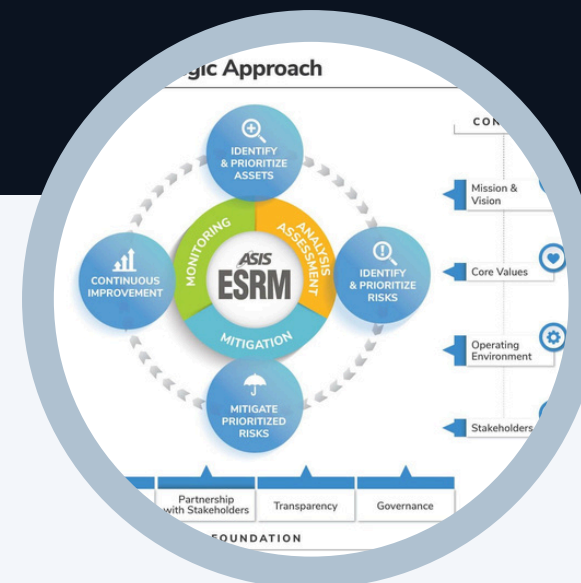 gic Approach
CON
IDENTIFY
& PRIORITIZE
ASSETS
MONITORING
ANALYSIS
ASSESSMENT
ASIS
ESRM
MITIGATION
CONTINUOUS
IMPROVEMENT
IDENTIFY
& PRIORITIZE
RISKS
MITIGATE
PRIORITIZED
RISKS
Mission &
Vision
Core Values
Operating
Environment
Stakeholders
Partnership
with Stakeholders
Transparency
Governance
FOUNDATION